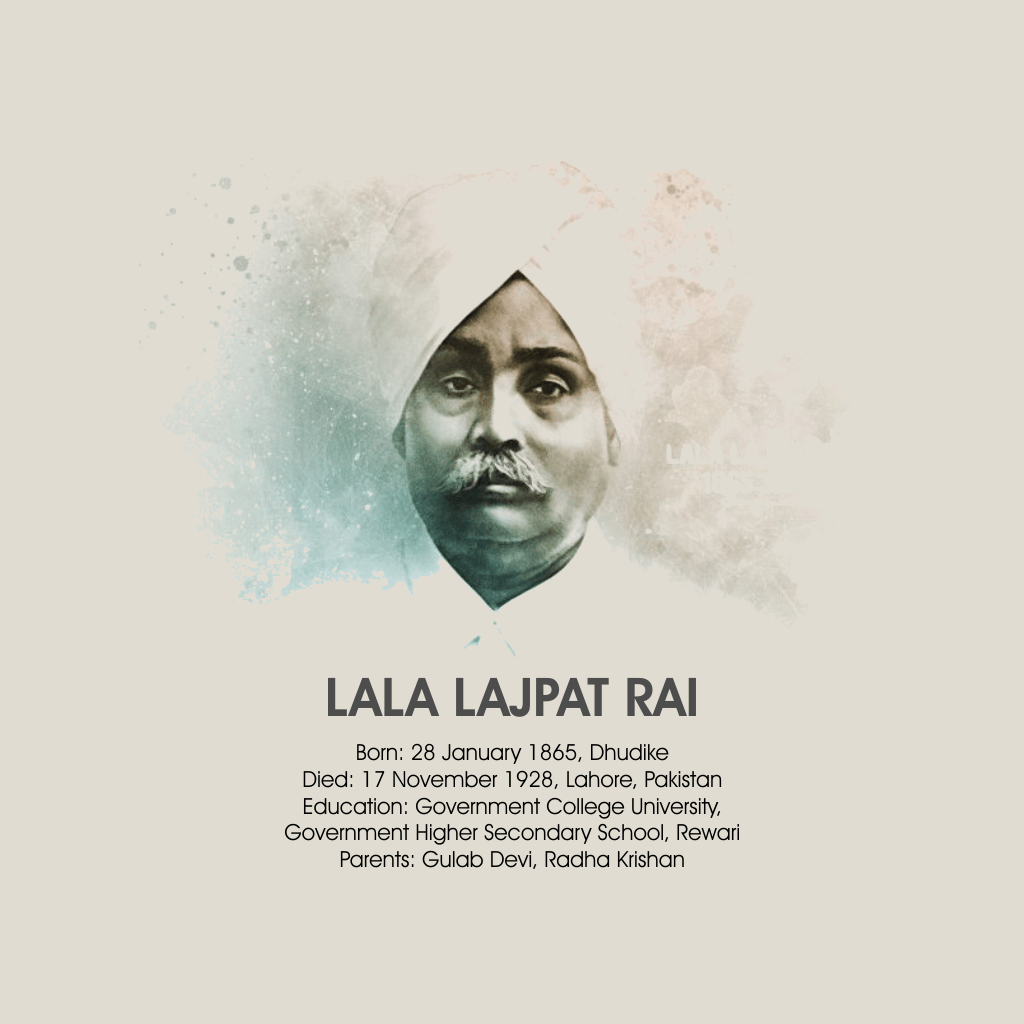 LALA LAJPAT RAI
Born: 28 January 1865, Dhudike
Died: 17 November 1928, Lahore, Pakistan
Education: Government College University,
Government Higher Secondary School, Rewari
Parents: Gulab Devi, Radha Krishan